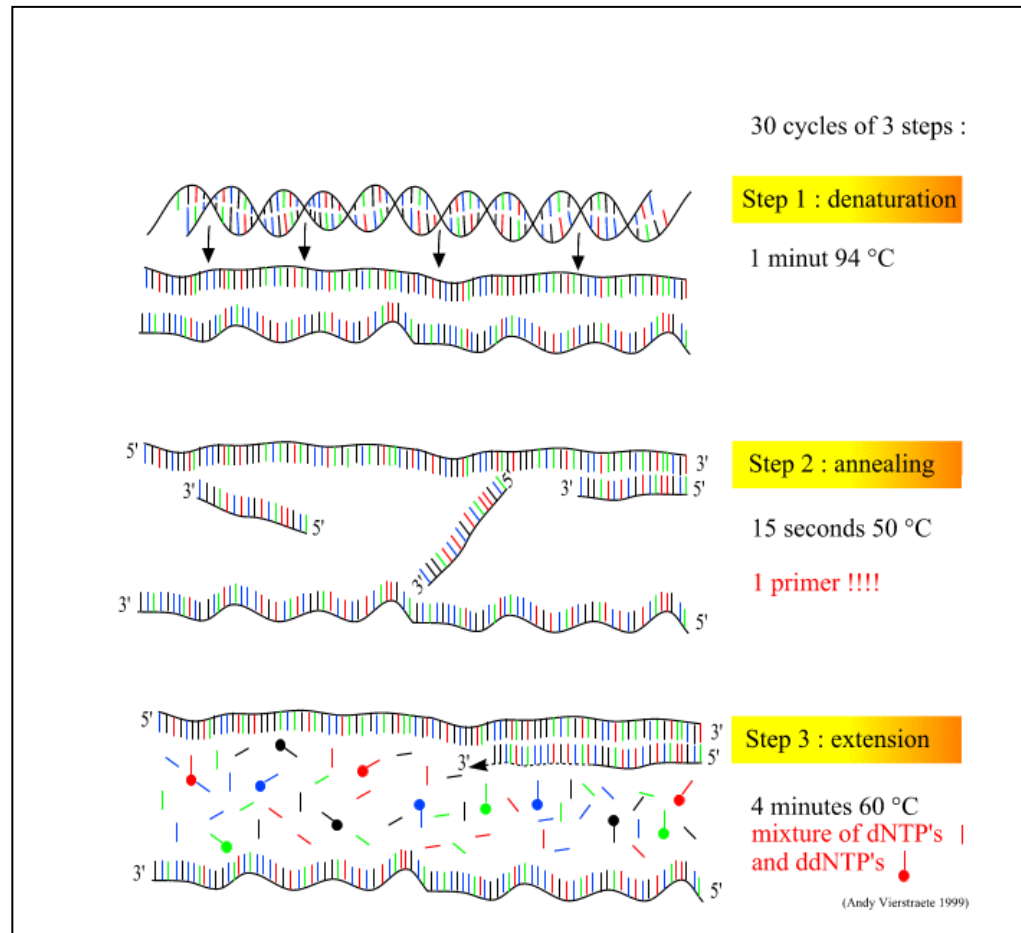 30 cycles of 3 steps :
Step 1 : denaturation
1 minut 94 °C
5'
3'
Step 2 : annealing
3'
5'
3'
5'
5'
15 seconds 50 °C
3'
1 primer !!!!
3'
5'
5'
3'
Step 3 : extension
3'
5'
4 minutes 60 °C
mixture of dNTP's
and ddNTP's
3'
5'
(Andy Vierstraete 1999)